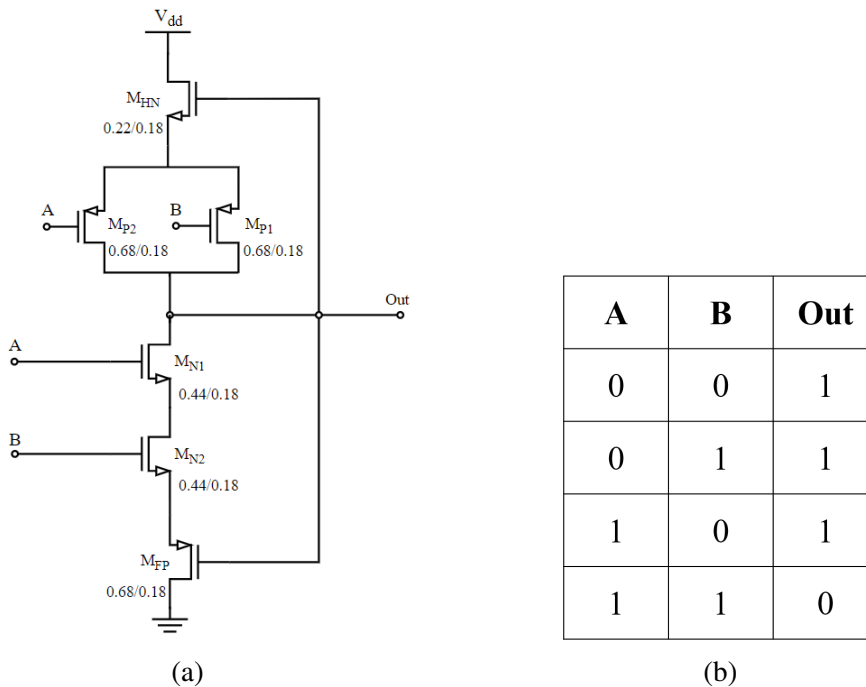 Vdd
MHN
0.22/0.18
A
MP2
0.68/0.18
B
MP1
0.68/0.18
Out
A
MN1
0.44/0.18
B
MN2
0.44/0.18
MFP
0.68/0.18
(a)
A B Out
0 0 1
0 1 1
1 0 1
1 1 0
(b)